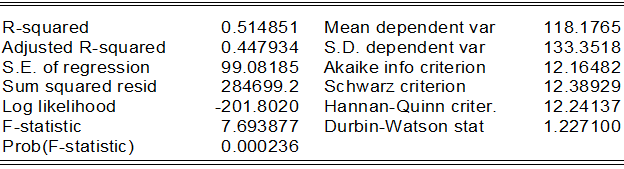 R-squared 0.514851 Mean dependent var 118.1765
Adjusted R-squared 0.447934 S.D. dependent var 133.3518
S.E. of regression 99.08185 Akaike info criterion 12.16482
Sum squared resid 284699.2 Schwarz criterion 12.38929
Log likelihood -201.8020 Hannan-Quinn criter. 12.24137
F-statistic 7.693877 Durbin-Watson stat 1.227100
Prob(F-statistic) 0.000236